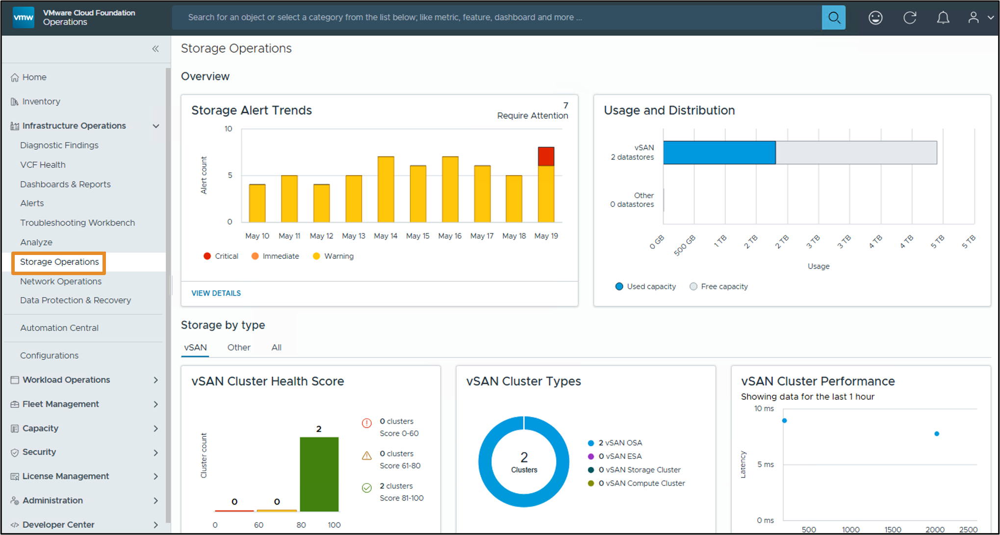 vmw
VMware Cloud Foundation
Operations
Search for an object or select a category from the list below; like metric, feature, dashboard and more ...
Home
Inventory
Infrastructure Operations
Diagnostic Findings
VCF Health
Dashboards & Reports
Alerts
Troubleshooting Workbench
Analyze
Storage Operations
Network Operations
Data Protection & Recovery
Automation Central
Configurations
Workload Operations
Fleet Management
Capacity
Security
License Management
Administration
Developer Center
Storage Operations
Overview
Storage Alert Trends
7
Require Attention
Alert count
10
5
0
May 10 May 11 May 12 May 13 May 14 May 15 May 16 May 17 May 18 May 19
Critical Immediate Warning
VIEW DETAILS
Usage and Distribution
vSAN
2 datastores
Other
0 datastores
0 GB 500 GB 1 TB 2 TB 2 TB 3 TB 3 TB 4 TB 4 TB 5 TB 5 TB
Usage
Used capacity Free capacity
Storage by type
vSAN Other All
vSAN Cluster Health Score
Cluster count
0 0 2
0 60 80 100
0 clusters
Score 0-60
0 clusters
Score 61-80
2 clusters
Score 81-100
vSAN Cluster Types
2
Clusters
2 vSAN OSA
0 vSAN ESA
0 vSAN Storage Cluster
0 vSAN Compute Cluster
vSAN Cluster Performance
Showing data for the last 1 hour
Latency
10 ms
5 ms
0 ms
500 1000 1500 2000 2500